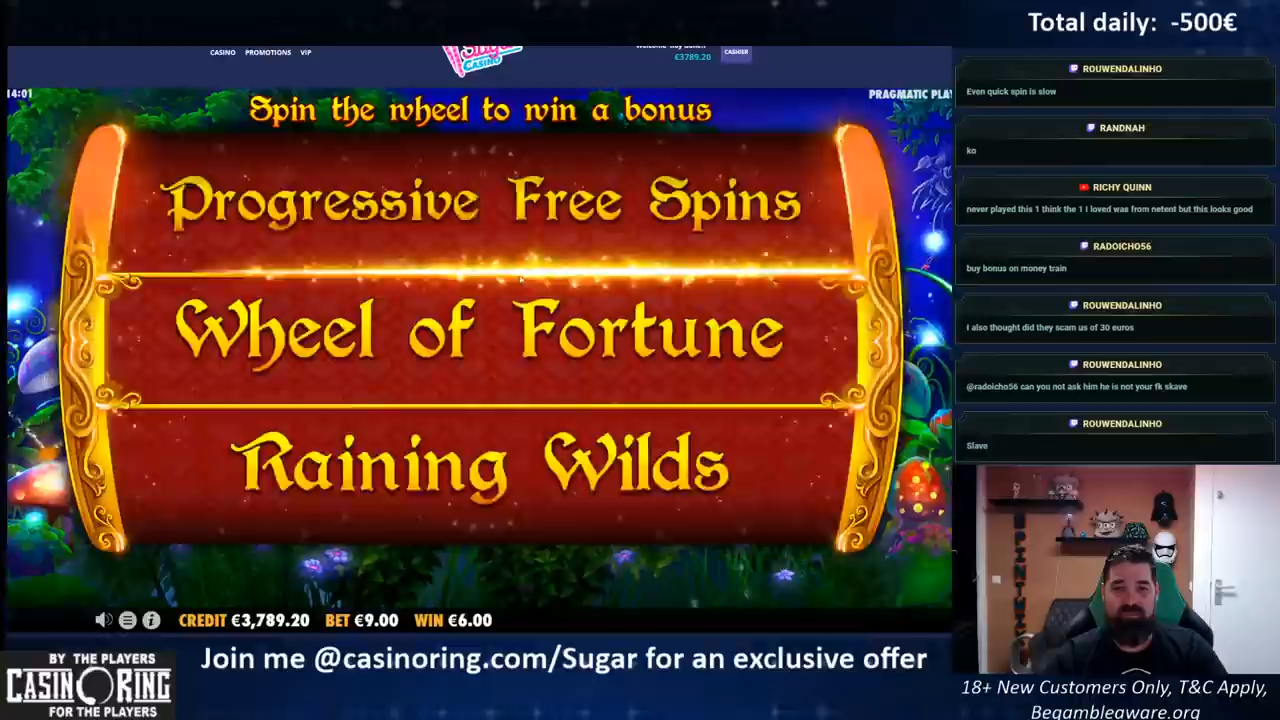 Total daily: -500€
CASINO PROMOTIONS VIP
CASINO
€3789.20
CASHIER
14:01
PRAGMATIC PLAY
Spin the wheel to win a bonus
Progressive Free Spins
Wheel of Fortune
Raining Wilds
CREDIT €3,789.20 BET €9.00 WIN €6.00
ROUWENDALINHO
Even quick spin is slow
RANDNAH
ko
RICHY QUINN
never played this 1 think the 1 I loved was from netent but this looks good
RADOICHO56
buy bonus on money train
ROUWENDALINHO
I also thought did they scam us of 30 euros
ROUWENDALINHO
@radoicho56 can you not ask him he is not your fk skave
ROUWENDALINHO
Slave
BY THE PLAYERS
CASINORING
FOR THE PLAYERS
Join me @casinoring.com/Sugar for an exclusive offer
18+ New Customers Only, T&C Apply,
Begambleaware.org